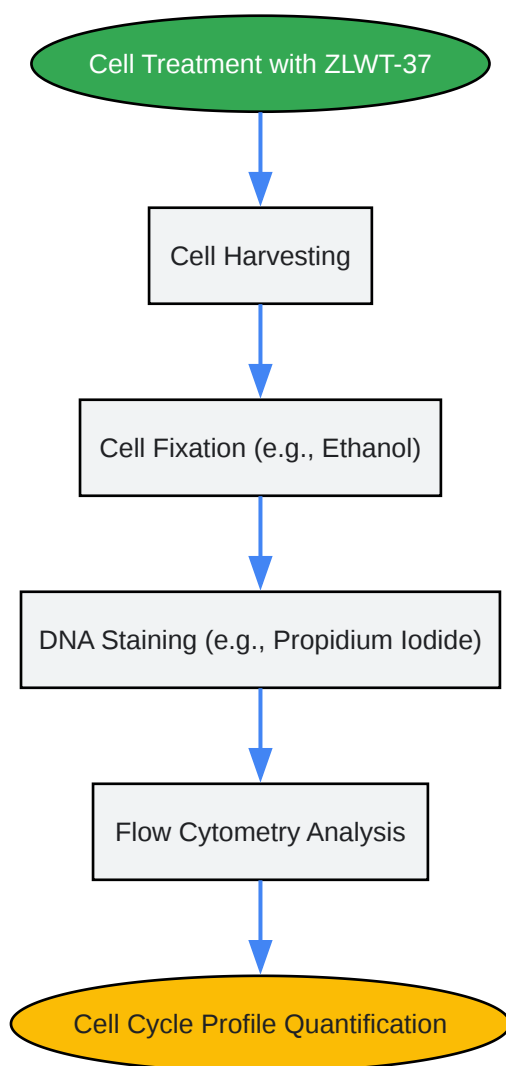 Cell Treatment with ZLWT-37
Cell Harvesting
Cell Fixation (e.g., Ethanol)
DNA Staining (e.g., Propidium Iodide)
Flow Cytometry Analysis
Cell Cycle Profile Quantification